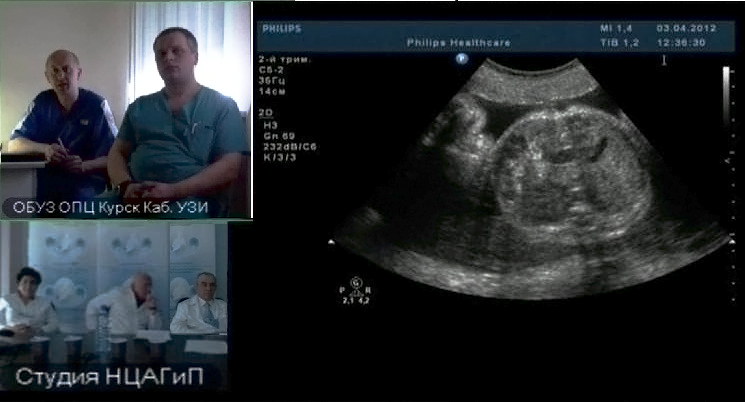 PHILIPS
MI 1,4 03.04.2012
Philips Healthcare
TIB 1,2 12:36:30
P
2-й трим.
C5-2
35Гц
14см
2D
H3
Gn 69
232dB/C6
K/3/3
G
P R
2,1 4,2
ОБУЗ ОПЦ Курск Каб. УЗИ
Студия НЦАГиП